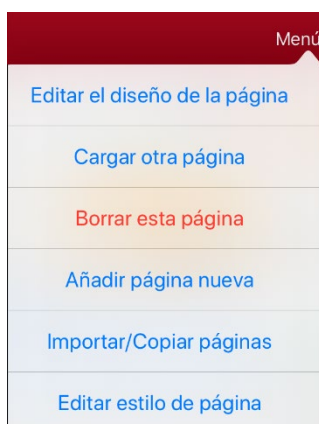 Menú
Editar el diseño de la página
Cargar otra página
Borrar esta página
Añadir página nueva
Importar/Copiar páginas
Editar estilo de página